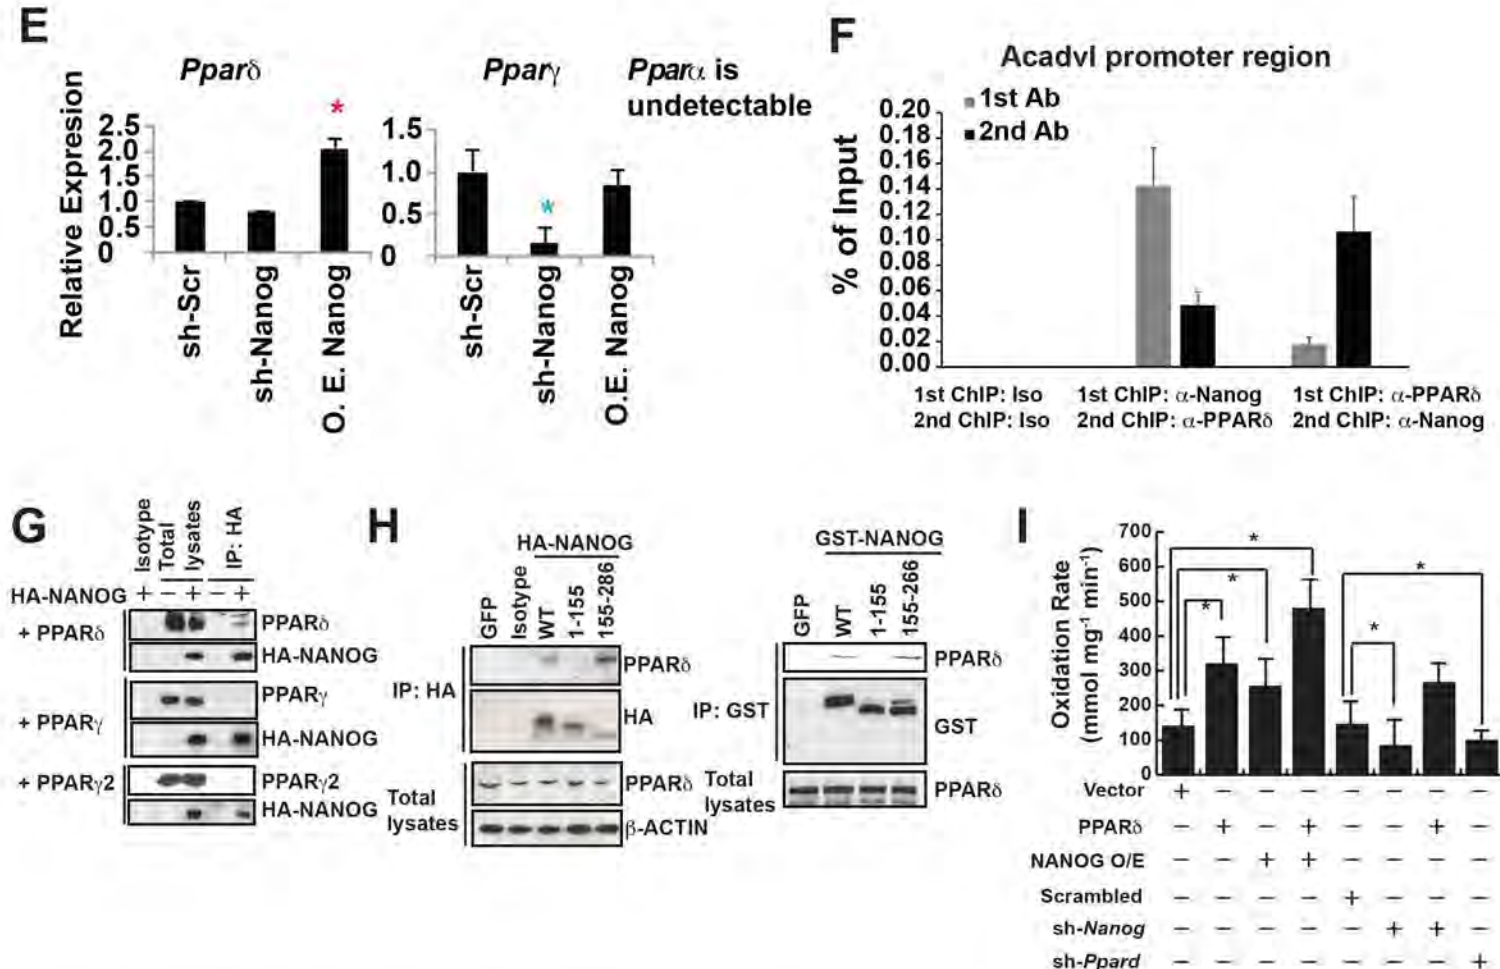 E
Pparδ
Pparγ
Pparα is
undetectable
Relative Expression
2.5
2.0
1.5
1.0
0.5
0
*
1.5
1.0
0.5
0
*
sh-Scr
sh-Nanog
O. E. Nanog
sh-Scr
sh-Nanog
O.E. Nanog
F
Acadvl promoter region
1st Ab
2nd Ab
% of Input
0.20
0.18
0.16
0.14
0.12
0.10
0.08
0.06
0.04
0.02
0.00
1st ChIP: Iso
2nd ChIP: Iso
1st ChIP: α-Nanog
2nd ChIP: α-PPARδ
1st ChIP: α-PPARδ
2nd ChIP: α-Nanog
G
Isotype
Total
lysates
IP: HA
HA-NANOG + − + − +
+ PPARδ
PPARδ
HA-NANOG
+ PPARγ
PPARγ
HA-NANOG
+ PPARγ2
PPARγ2
HA-NANOG
H
HA-NANOG
GFP
Isotype
WT
1-155
155-286
IP: HA
PPARδ
HA
Total
lysates
PPARδ
β-ACTIN
GST-NANOG
GFP
WT
1-155
155-266
IP: GST
PPARδ
GST
Total
lysates
PPARδ
I
Oxidation Rate
(mmol mg⁻¹ min⁻¹)
700
600
500
400
300
200
100
0
*
*
*
*
*
Vector + − − − − − − −
PPARδ − + − + − − + −
NANOG O/E − − + + − − − −
Scrambled − − − − + − − −
sh-Nanog − − − − − + + −
sh-Ppard − − − − − − − +